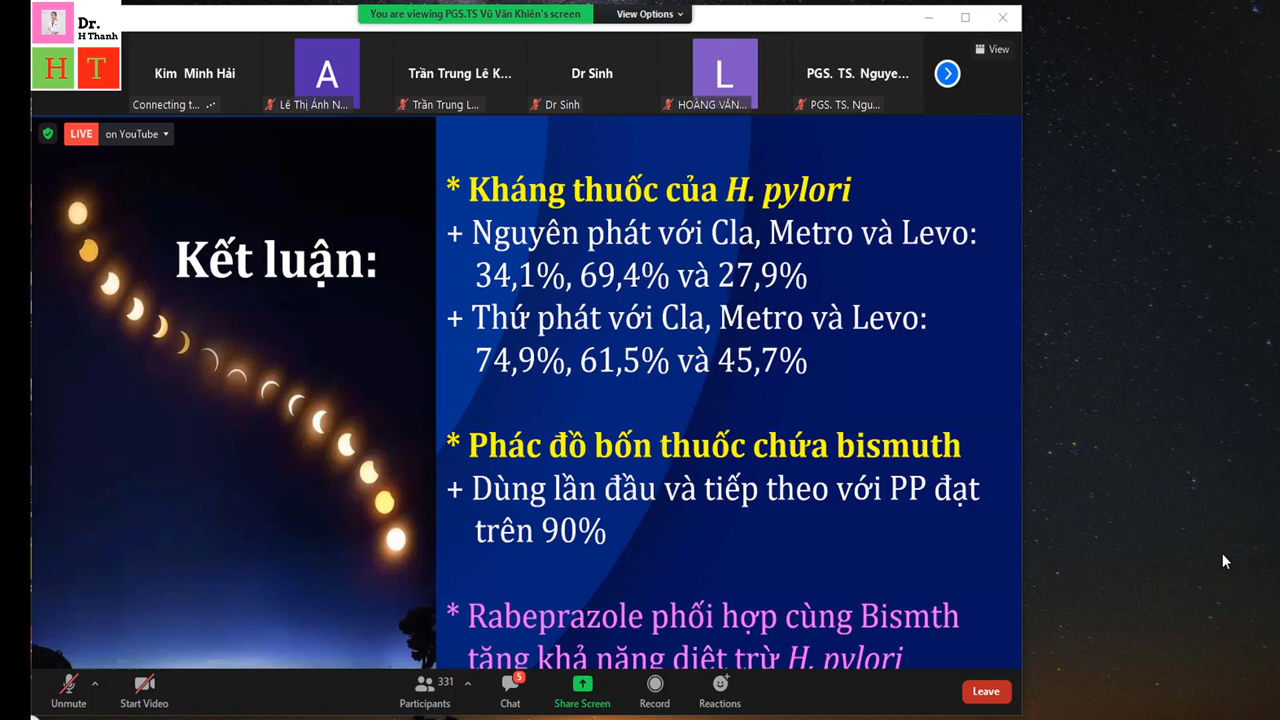 Dr.
H Thanh
H T
You are viewing PGS.TS Vũ Văn Khiên's screen
View Options
View
Kim Minh Hải
A
Trần Trung Lê K...
Dr Sinh
L
PGS. TS. Nguye...
Connecting t...
Lê Thị Ánh N...
Trần Trung L...
Dr Sinh
HOÀNG VĂN...
PGS. TS. Ngu...
LIVE on YouTube
Kết luận:
* Kháng thuốc của H. pylori
+ Nguyên phát với Cla, Metro và Levo:
34,1%, 69,4% và 27,9%
+ Thứ phát với Cla, Metro và Levo:
74,9%, 61,5% và 45,7%
* Phác đồ bốn thuốc chứa bismuth
+ Dùng lần đầu và tiếp theo với PP đạt
trên 90%
* Rabeprazole phối hợp cùng Bismth
tăng khả năng diệt trừ H. pylori
331
5
Unmute
Start Video
Participants
Chat
Share Screen
Record
Reactions
Leave